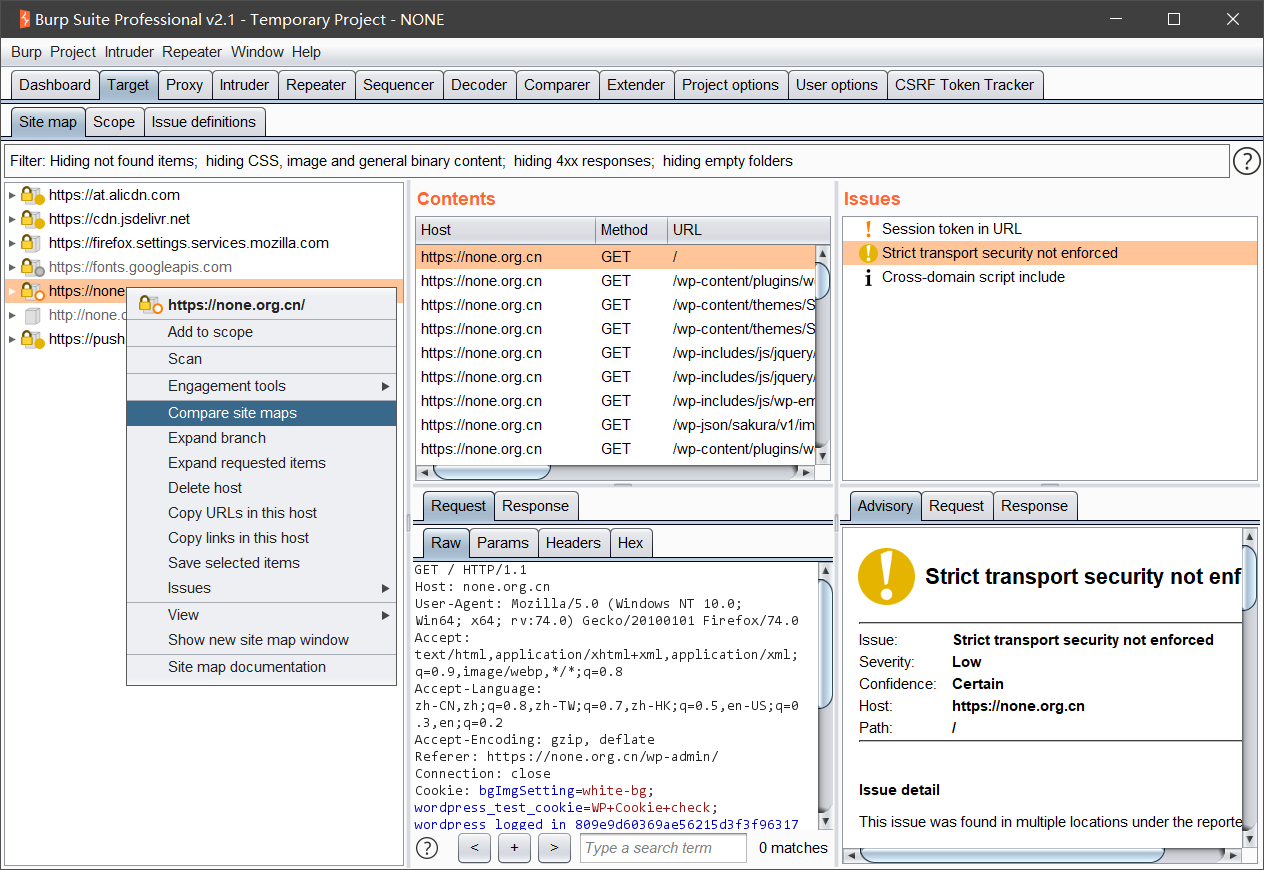 Burp Suite Professional v2.1 - Temporary Project - NONE
Burp Project Intruder Repeater Window Help
Dashboard Target Proxy Intruder Repeater Sequencer Decoder Comparer Extender Project options User options CSRF Token Tracker
Site map Scope Issue definitions
Filter: Hiding not found items; hiding CSS, image and general binary content; hiding 4xx responses; hiding empty folders
?
https://at.alicdn.com
https://cdn.jsdelivr.net
https://firefox.settings.services.mozilla.com
https://fonts.googleapis.com
https://none
http://none.
https://push
https://none.org.cn/
Add to scope
Scan
Engagement tools
Compare site maps
Expand branch
Expand requested items
Delete host
Copy URLs in this host
Copy links in this host
Save selected items
Issues
View
Show new site map window
Site map documentation
Contents
Host Method URL
https://none.org.cn GET /
https://none.org.cn GET /wp-content/plugins/w
https://none.org.cn GET /wp-content/themes/S
https://none.org.cn GET /wp-content/themes/S
https://none.org.cn GET /wp-includes/js/jquery/
https://none.org.cn GET /wp-includes/js/jquery/
https://none.org.cn GET /wp-includes/js/wp-em
https://none.org.cn GET /wp-json/sakura/v1/im
https://none.org.cn GET /wp-content/plugins/w
Request Response
Raw Params Headers Hex
GET / HTTP/1.1
Host: none.org.cn
User-Agent: Mozilla/5.0 (Windows NT 10.0;
Win64; x64; rv:74.0) Gecko/20100101 Firefox/74.0
Accept:
text/html,application/xhtml+xml,application/xml;
q=0.9,image/webp,*/*;q=0.8
Accept-Language:
zh-CN,zh;q=0.8,zh-TW;q=0.7,zh-HK;q=0.5,en-US;q=0
.3,en;q=0.2
Accept-Encoding: gzip, deflate
Referer: https://none.org.cn/wp-admin/
Connection: close
Cookie: bgImgSetting=white-bg;
wordpress_test_cookie=WP+Cookie+check;
wordpress_logged_in_809e9d60369ae56215d3f3f96317
? < + > Type a search term 0 matches
Issues
! Session token in URL
! Strict transport security not enforced
i Cross-domain script include
Advisory Request Response
! Strict transport security not enf
Issue: Strict transport security not enforced
Severity: Low
Confidence: Certain
Host: https://none.org.cn
Path: /
Issue detail
This issue was found in multiple locations under the reporte